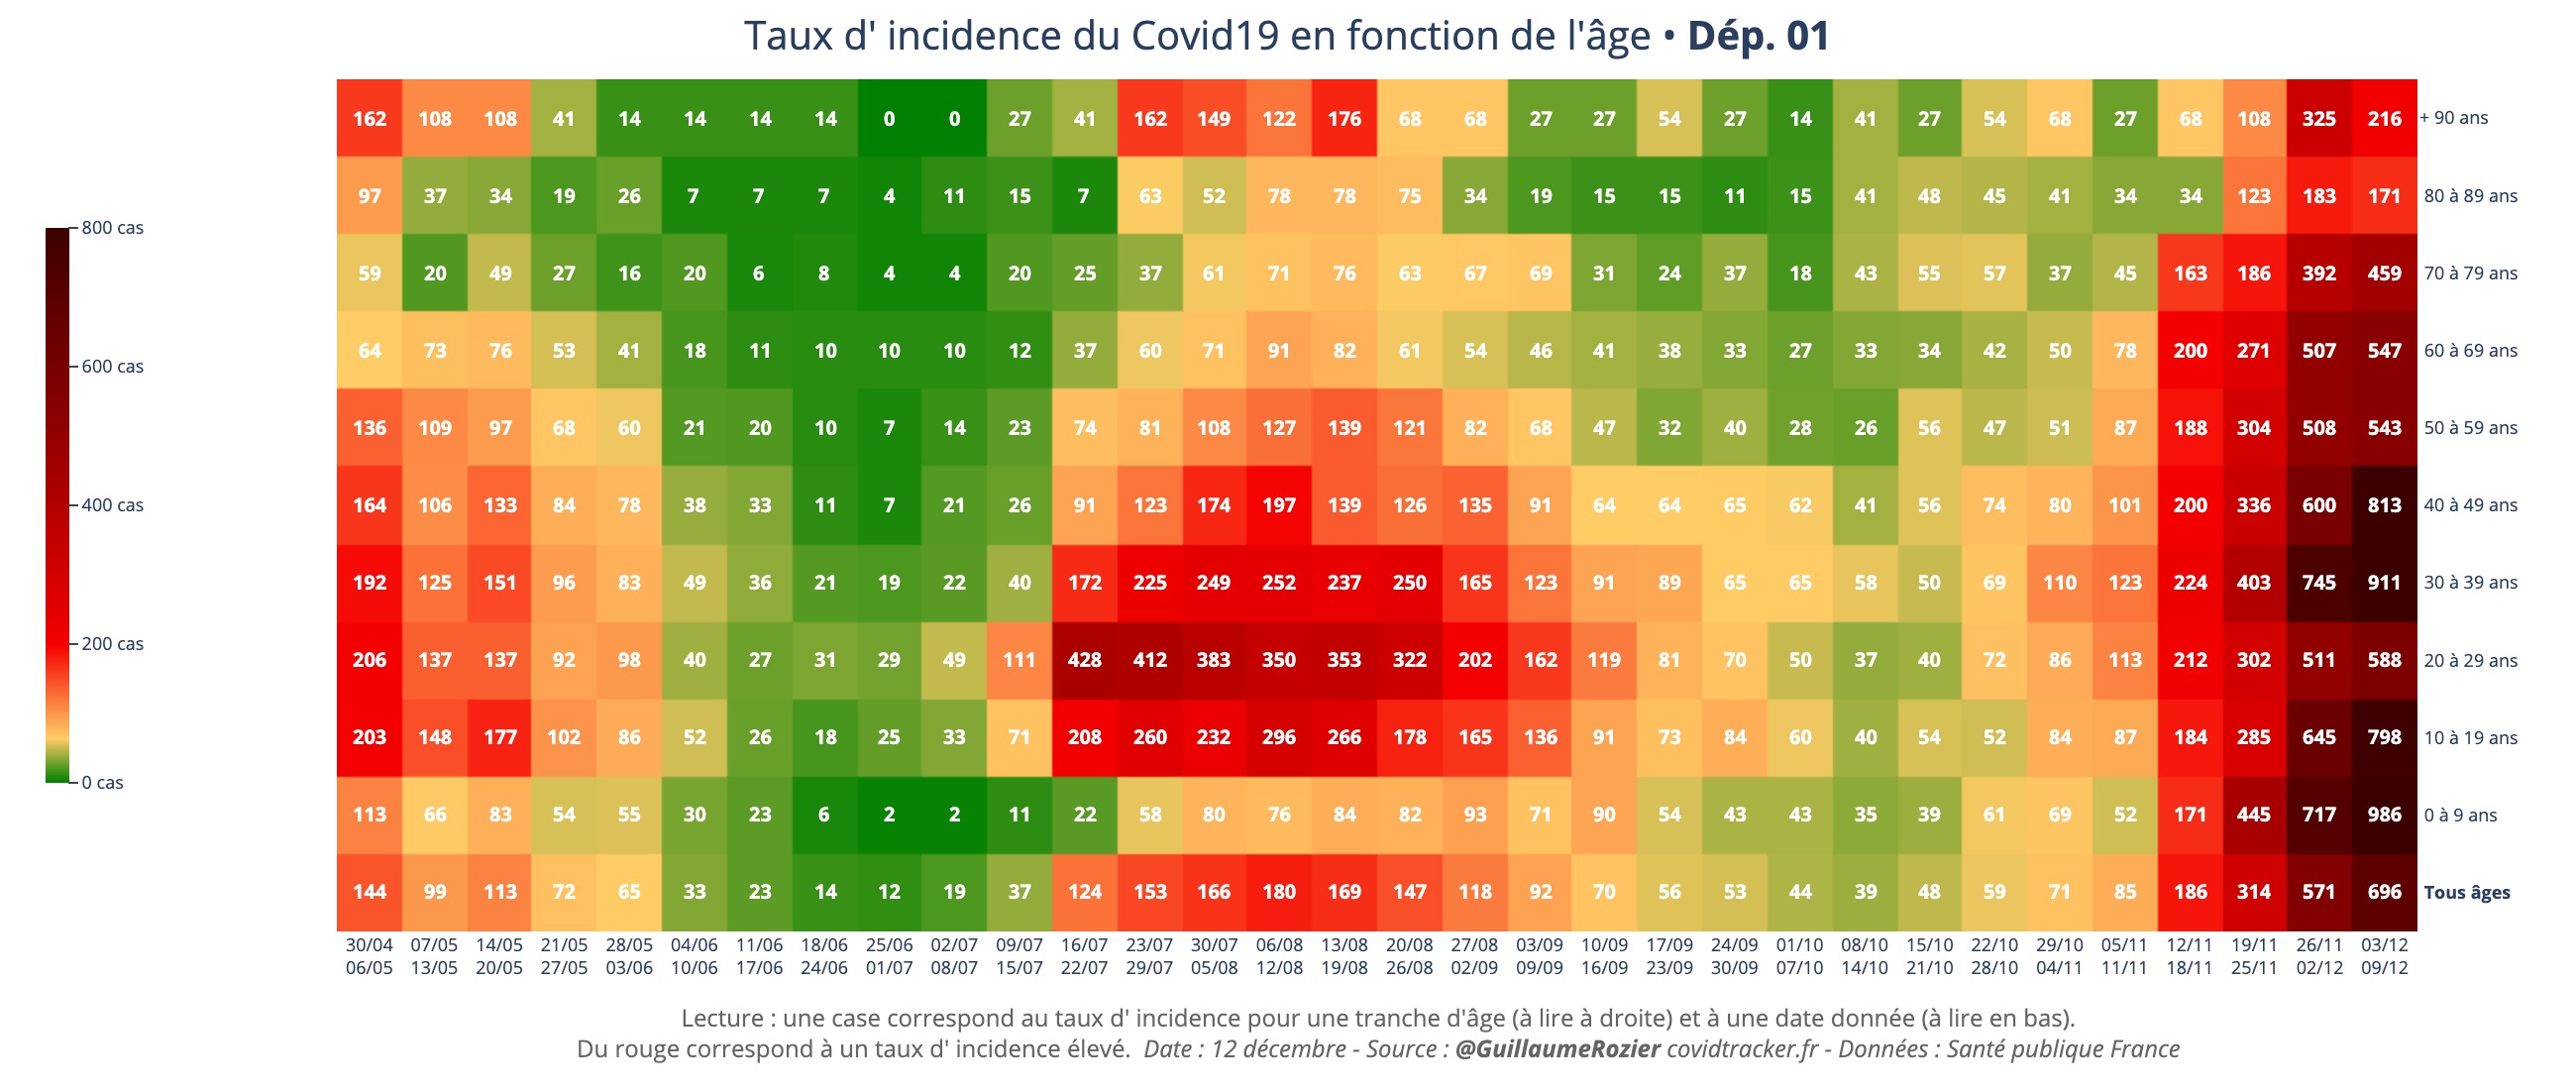 Taux d' incidence du Covid19 en fonction de l'âge • Dép. 01
800 cas
600 cas
400 cas
200 cas
0 cas
162 108 108 41 14 14 14 14 0 0 27 41 162 149 122 176 68 68 27 27 54 27 14 41 27 54 68 27 68 108 325 216 + 90 ans
97 37 34 19 26 7 7 7 4 11 15 7 63 52 78 78 75 34 19 15 15 11 15 41 48 45 41 34 34 123 183 171 80 à 89 ans
59 20 49 27 16 20 6 8 4 4 20 25 37 61 71 76 63 67 69 31 24 37 18 43 55 57 37 45 163 186 392 459 70 à 79 ans
64 73 76 53 41 18 11 10 10 10 12 37 60 71 91 82 61 54 46 41 38 33 27 33 34 42 50 78 200 271 507 547 60 à 69 ans
136 109 97 68 60 21 20 10 7 14 23 74 81 108 127 139 121 82 68 47 32 40 28 26 56 47 51 87 188 304 508 543 50 à 59 ans
164 106 133 84 78 38 33 11 7 21 26 91 123 174 197 139 126 135 91 64 64 65 62 41 56 74 80 101 200 336 600 813 40 à 49 ans
192 125 151 96 83 49 36 21 19 22 40 172 225 249 252 237 250 165 123 91 89 65 65 58 50 69 110 123 224 403 745 911 30 à 39 ans
206 137 137 92 98 40 27 31 29 49 111 428 412 383 350 353 322 202 162 119 81 70 50 37 40 72 86 113 212 302 511 588 20 à 29 ans
203 148 177 102 86 52 26 18 25 33 71 208 260 232 296 266 178 165 136 91 73 84 60 40 54 52 84 87 184 285 645 798 10 à 19 ans
113 66 83 54 55 30 23 6 2 2 11 22 58 80 76 84 82 93 71 90 54 43 43 35 39 61 69 52 171 445 717 986 0 à 9 ans
144 99 113 72 65 33 23 14 12 19 37 124 153 166 180 169 147 118 92 70 56 53 44 39 48 59 71 85 186 314 571 696 Tous âges
30/04 07/05 14/05 21/05 28/05 04/06 11/06 18/06 25/06 02/07 09/07 16/07 23/07 30/07 06/08 13/08 20/08 27/08 03/09 10/09 17/09 24/09 01/10 08/10 15/10 22/10 29/10 05/11 12/11 19/11 26/11 03/12
06/05 13/05 20/05 27/05 03/06 10/06 17/06 24/06 01/07 08/07 15/07 22/07 29/07 05/08 12/08 19/08 26/08 02/09 09/09 16/09 23/09 30/09 07/10 14/10 21/10 28/10 04/11 11/11 18/11 25/11 02/12 09/12
Lecture : une case correspond au taux d' incidence pour une tranche d'âge (à lire à droite) et à une date donnée (à lire en bas).
Du rouge correspond à un taux d' incidence élevé. Date : 12 décembre - Source : @GuillaumeRozier covidtracker.fr - Données : Santé publique France